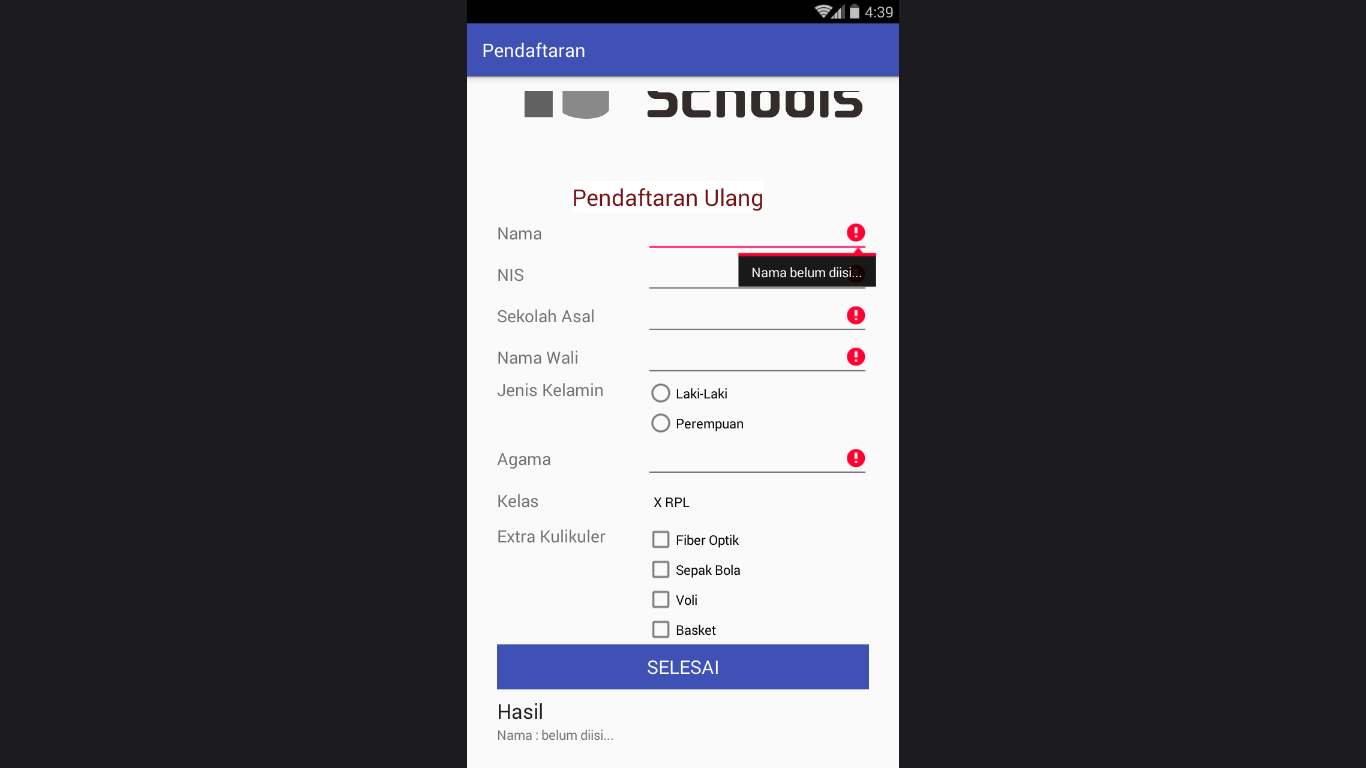 4:39
Pendaftaran
Schools
Pendaftaran Ulang
Nama
Nama belum diisi...
NIS
Sekolah Asal
Nama Wali
Jenis Kelamin
Laki-Laki
Perempuan
Agama
Kelas
X RPL
Extra Kulikuler
Fiber Optik
Sepak Bola
Voli
Basket
SELESAI
Hasil
Nama : belum diisi...